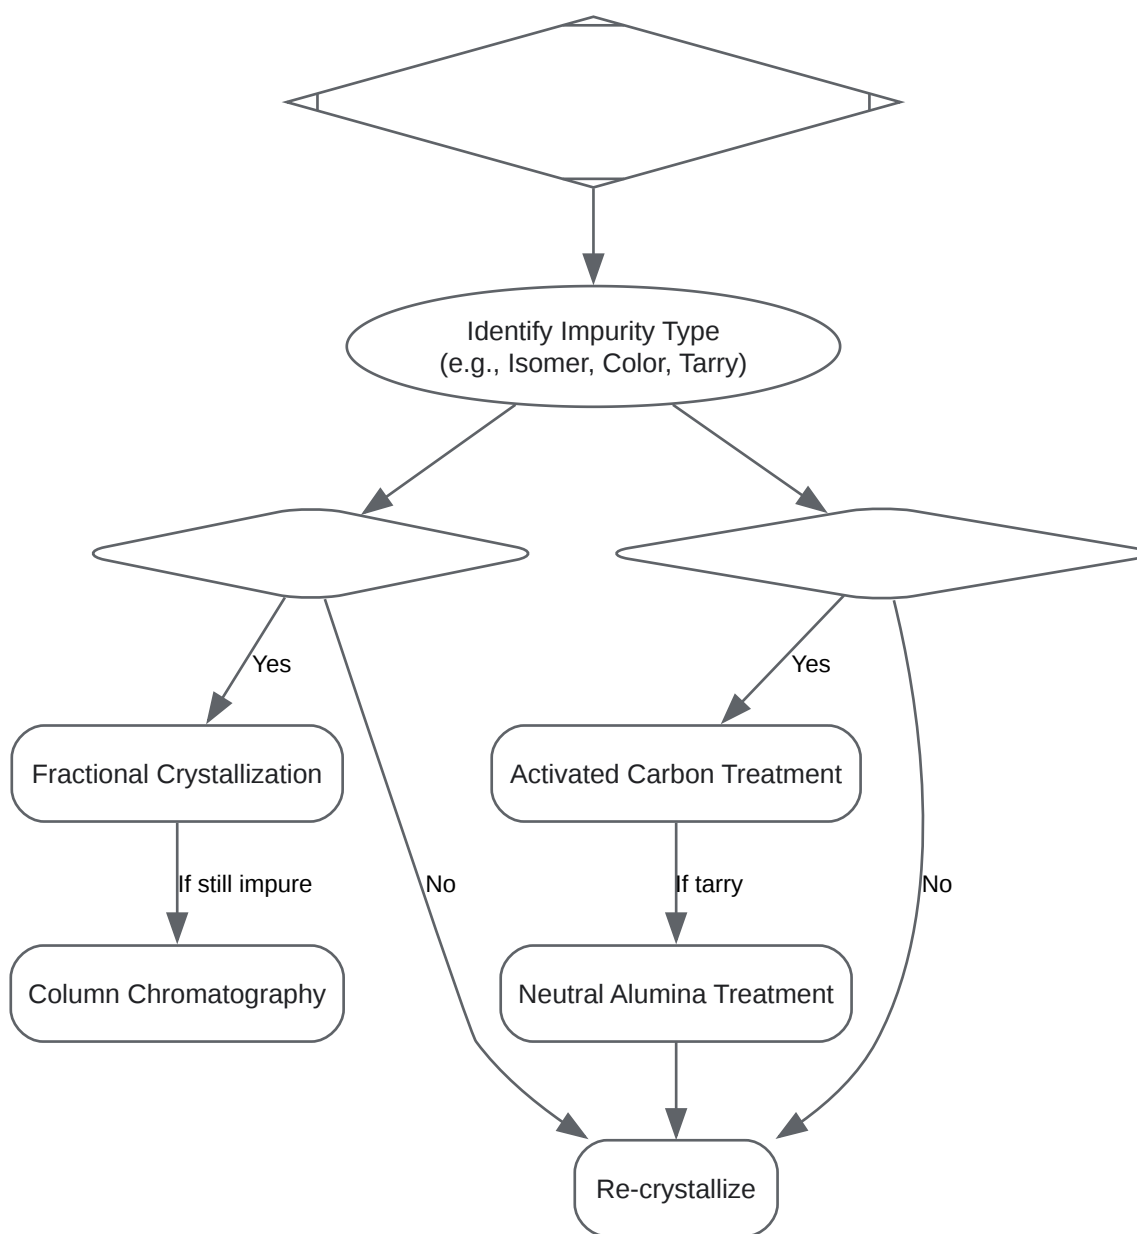 Identify Impurity Type
(e.g., Isomer, Color, Tarry)
Yes
Yes
Fractional Crystallization
Activated Carbon Treatment
If still impure
No
If tarry
No
Column Chromatography
Neutral Alumina Treatment
Re-crystallize